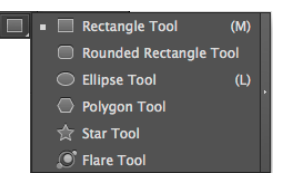 Rectangle Tool (M)
Rounded Rectangle Tool
Ellipse Tool (L)
Polygon Tool
Star Tool
Flare Tool